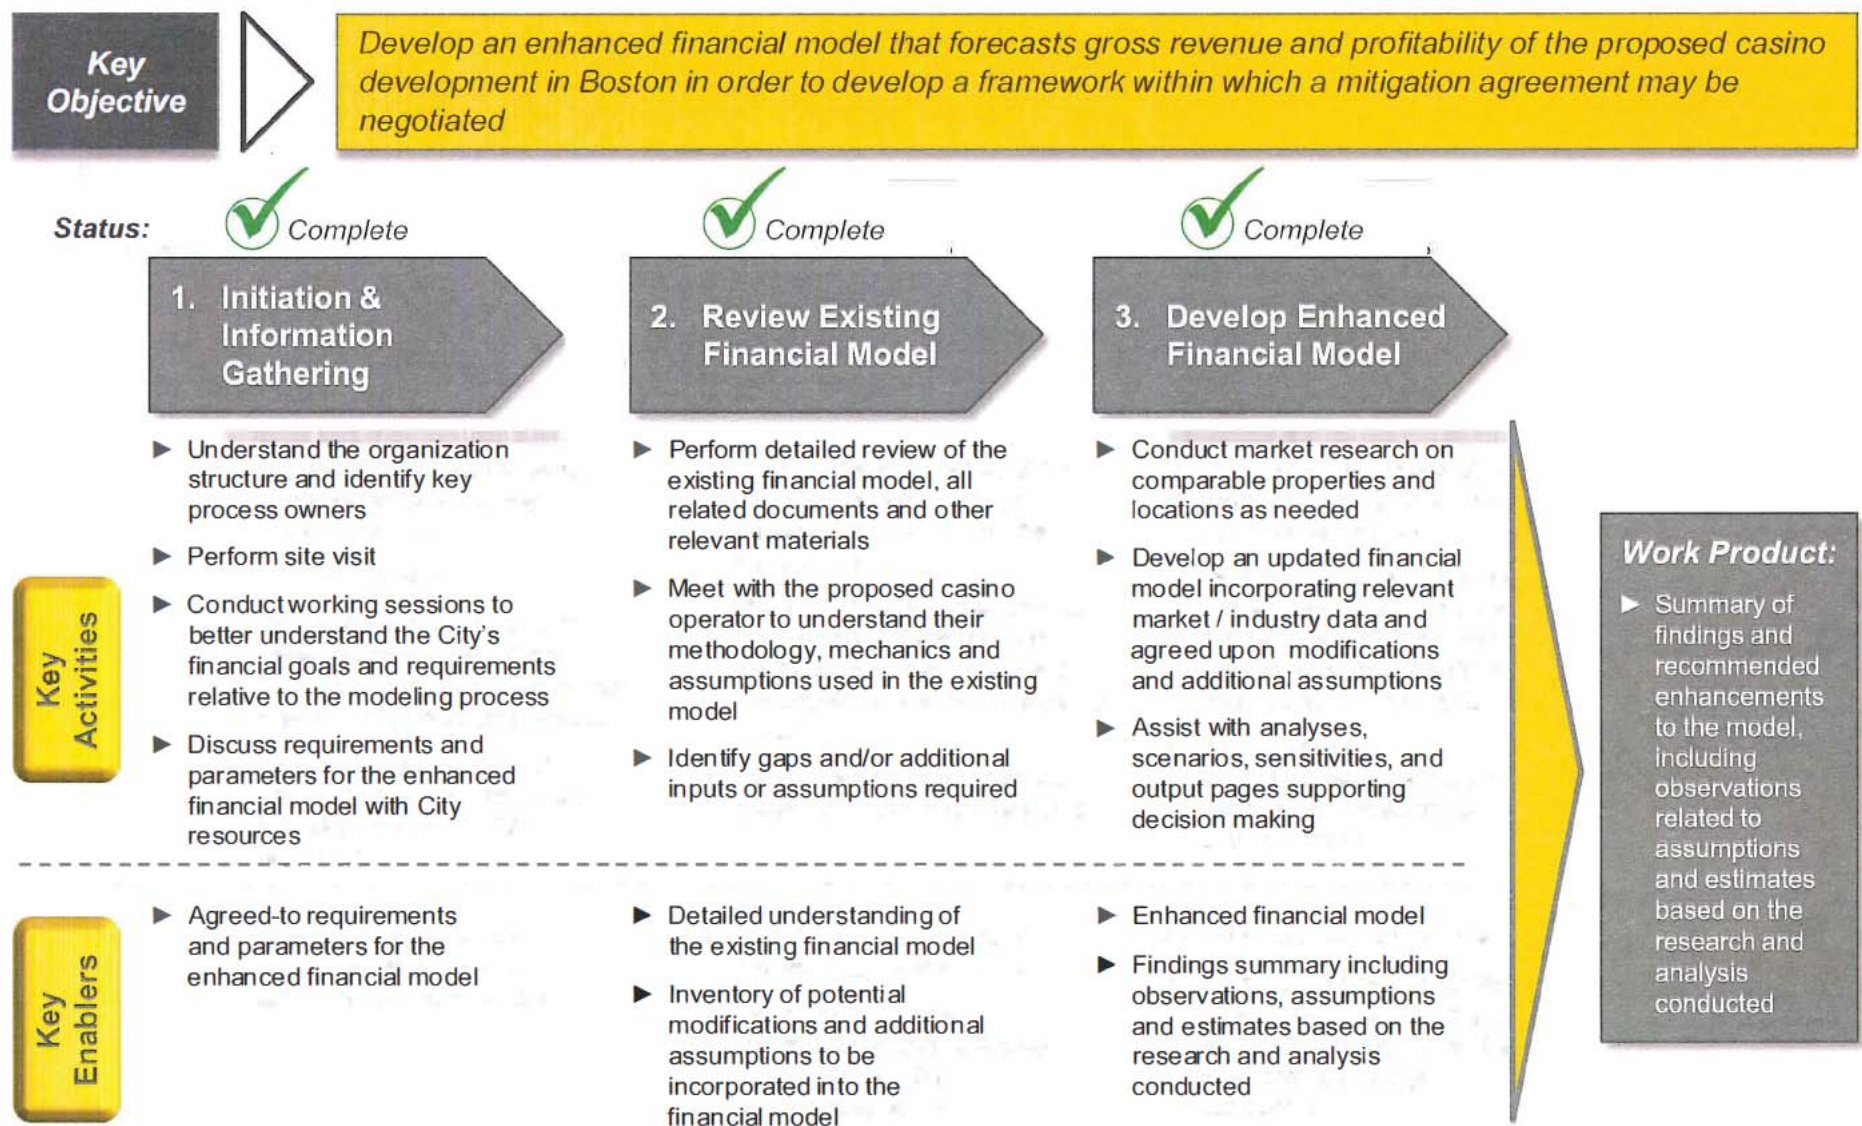 Key
Objective
Develop an enhanced financial model that forecasts gross revenue and profitability of the proposed casino
development in Boston in order to develop a framework within which a mitigation agreement may be
negotiated
Status:
Complete
Complete
Complete
1. Initiation &
Information
Gathering
2. Review Existing
Financial Model
3. Develop Enhanced
Financial Model
Key
Activities
► Understand the organization
structure and identify key
process owners
► Perform site visit
► Conduct working sessions to
better understand the City's
financial goals and requirements
relative to the modeling process
► Discuss requirements and
parameters for the enhanced
financial model with City
resources
► Perform detailed review of the
existing financial model, all
related documents and other
relevant materials
► Meet with the proposed casino
operator to understand their
methodology, mechanics and
assumptions used in the existing
model
► Identify gaps and/or additional
inputs or assumptions required
► Conduct market research on
comparable properties and
locations as needed
► Develop an updated financial
model incorporating relevant
market / industry data and
agreed upon modifications
and additional assumptions
► Assist with analyses,
scenarios, sensitivities, and
output pages supporting
decision making
Key
Enablers
► Agreed-to requirements
and parameters for the
enhanced financial model
► Detailed understanding of
the existing financial model
► Inventory of potential
modifications and additional
assumptions to be
incorporated into the
financial model
► Enhanced financial model
► Findings summary including
observations, assumptions
and estimates based on the
research and analysis
conducted
Work Product:
► Summary of
findings and
recommended
enhancements
to the model,
including
observations
related to
assumptions
and estimates
based on the
research and
analysis
conducted